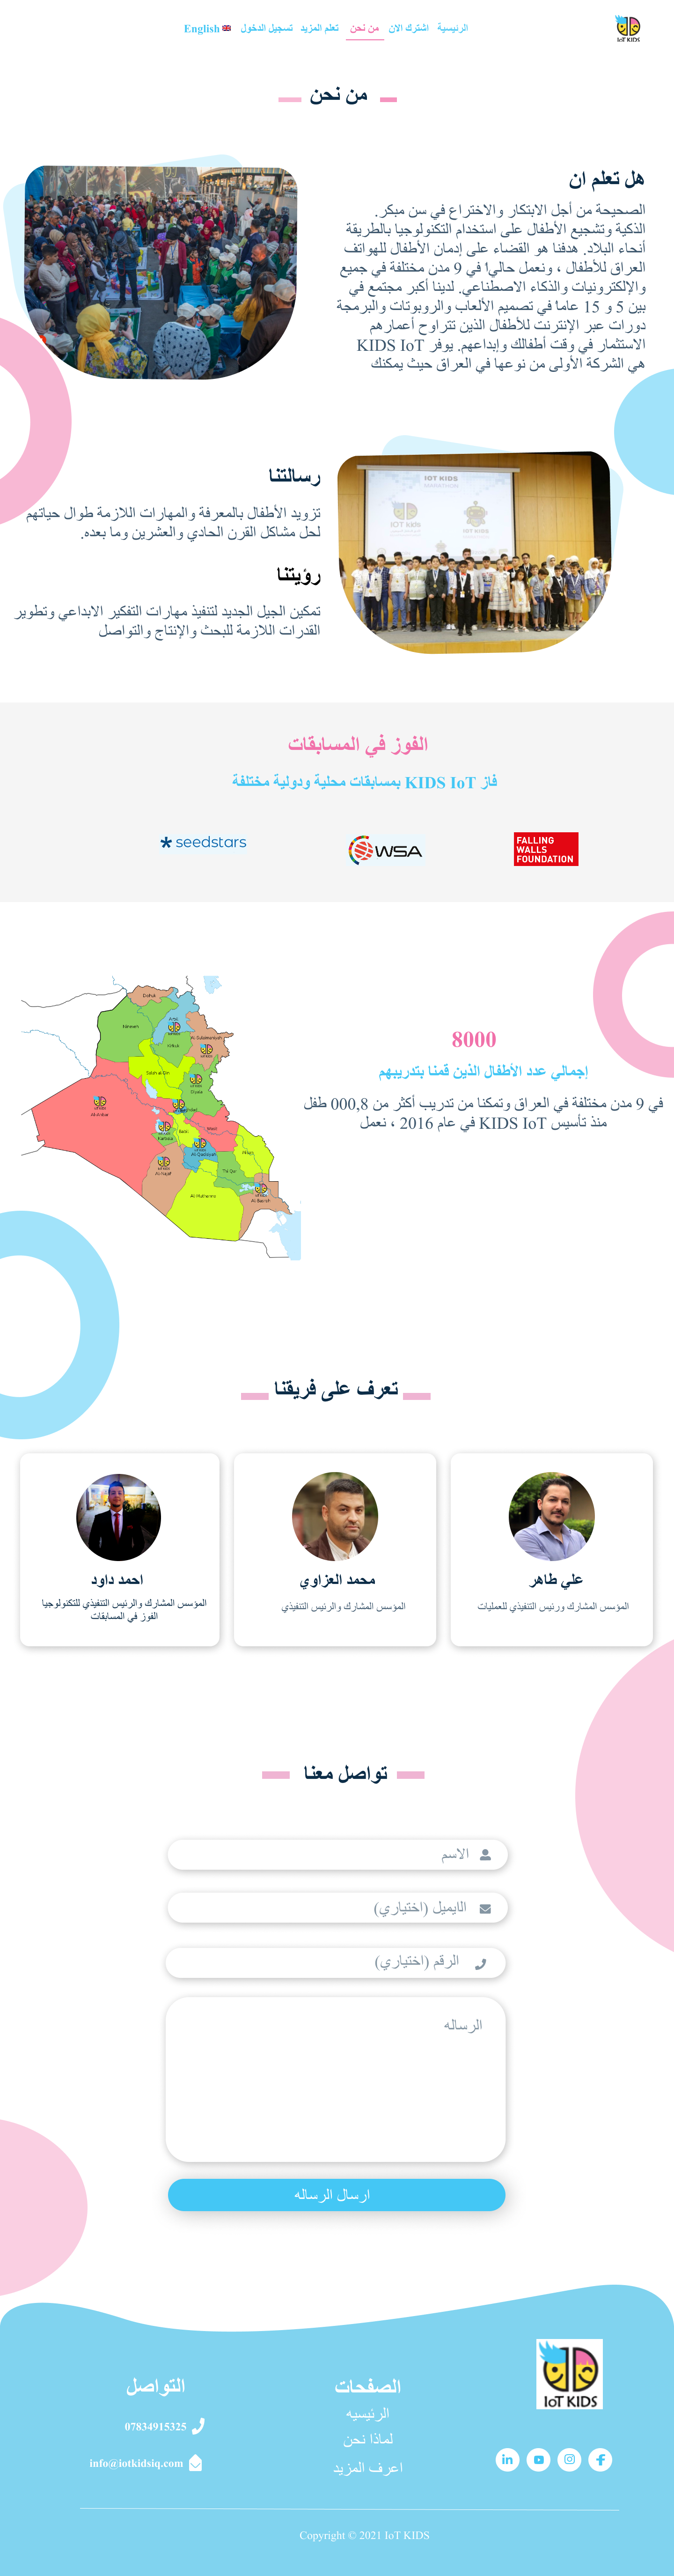 IoT KIDS
الرئيسية
اشترك الان
من نحن
تعلم المزيد
تسجيل الدخول
English
من نحن
هل تعلم ان
الصحيحة من أجل الابتكار والاختراع في سن مبكر.
الذكية وتشجيع الأطفال على استخدام التكنولوجيا بالطريقة
أنحاء البلاد. هدفنا هو القضاء على إدمان الأطفال للهواتف
العراق للأطفال ، ونعمل حالياً في 9 مدن مختلفة في جميع
والإلكترونيات والذكاء الاصطناعي. لدينا أكبر مجتمع في
بين 5 و 15 عاماً في تصميم الألعاب والروبوتات والبرمجة
دورات عبر الإنترنت للأطفال الذين تتراوح أعمارهم
الاستثمار في وقت أطفالك وإبداعهم. يوفر KIDS IoT
هي الشركة الأولى من نوعها في العراق حيث يمكنك
IOT KIDS
MARATHON
IOT kids
رسالتنا
تزويد الأطفال بالمعرفة والمهارات اللازمة طوال حياتهم
لحل مشاكل القرن الحادي والعشرين وما بعده.
رؤيتنا
تمكين الجيل الجديد لتنفيذ مهارات التفكير الابداعي وتطوير
القدرات اللازمة للبحث والإنتاج والتواصل
الفوز في المسابقات
فاز KIDS IoT بمسابقات محلية ودولية مختلفة
FALLING
WALLS
FOUNDATION
WSA
seedstars
8000
إجمالي عدد الأطفال الذين قمنا بتدريبهم
في 9 مدن مختلفة في العراق وتمكنا من تدريب أكثر من 000,8 طفل
منذ تأسيس KIDS IoT في عام 2016 ، نعمل
Dohuk
Ninewa
Arbil
Kirkuk
Al-Sulaimaniyah
Salah al-Din
Diyala
Al-Anbar
Karbala
Babil
Wasit
Al-Qadisiyah
Al-Najaf
Maysan
Thi Qar
Al-Muthanna
Al-Basrah
تعرف على فريقنا
علي طاهر
المؤسس المشارك ورئيس التنفيذي للعمليات
محمد العزاوي
المؤسس المشارك والرئيس التنفيذي
احمد داود
المؤسس المشارك والرئيس التنفيذي للتكنولوجيا
الفوز في المسابقات
تواصل معنا
الاسم
الايميل (اختياري)
الرقم (اختياري)
الرساله
ارسال الرساله
IoT KIDS
الصفحات
الرئيسيه
لماذا نحن
اعرف المزيد
التواصل
07834915325
info@iotkidsiq.com
Copyright © 2021 IoT KIDS